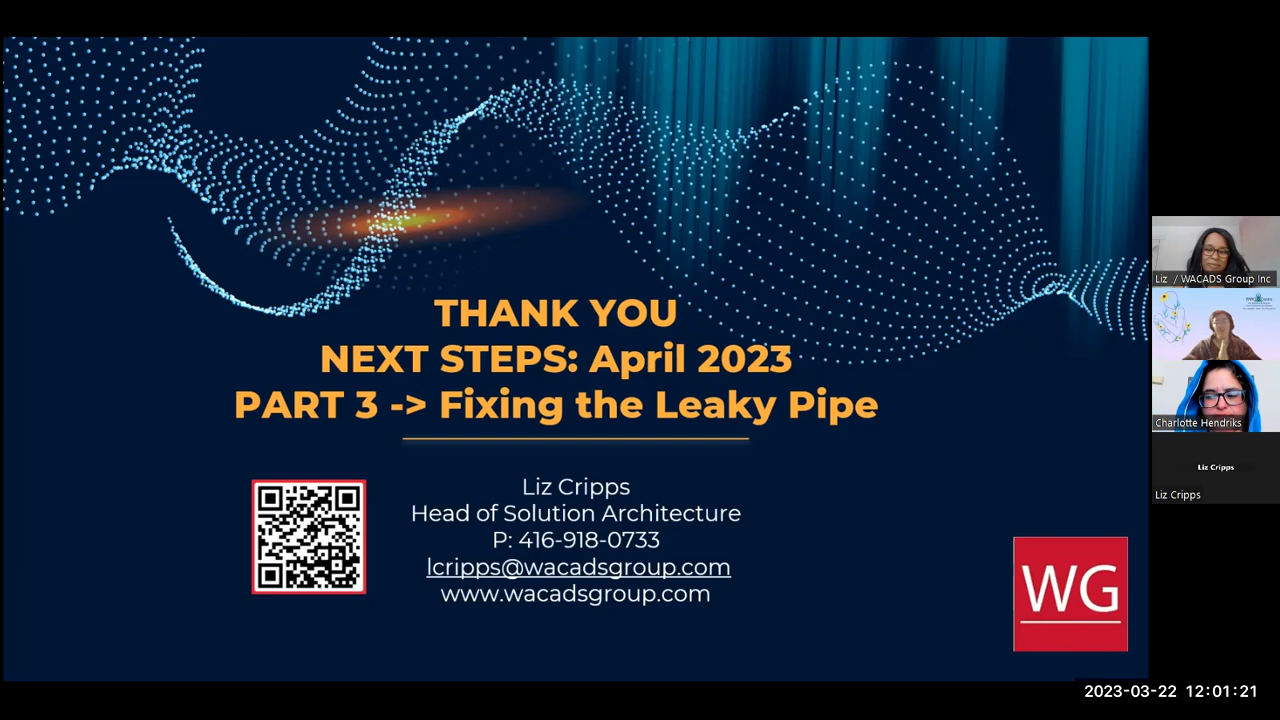 THANK YOU
NEXT STEPS: April 2023
PART 3 -> Fixing the Leaky Pipe
Liz Cripps
Head of Solution Architecture
P: 416-918-0733
lcripps@wacadsgroup.com
www.wacadsgroup.com
WG
Liz / WACADS Group Inc
Charlotte Hendriks
Liz Cripps
Liz Cripps
2023-03-22 12:01:21